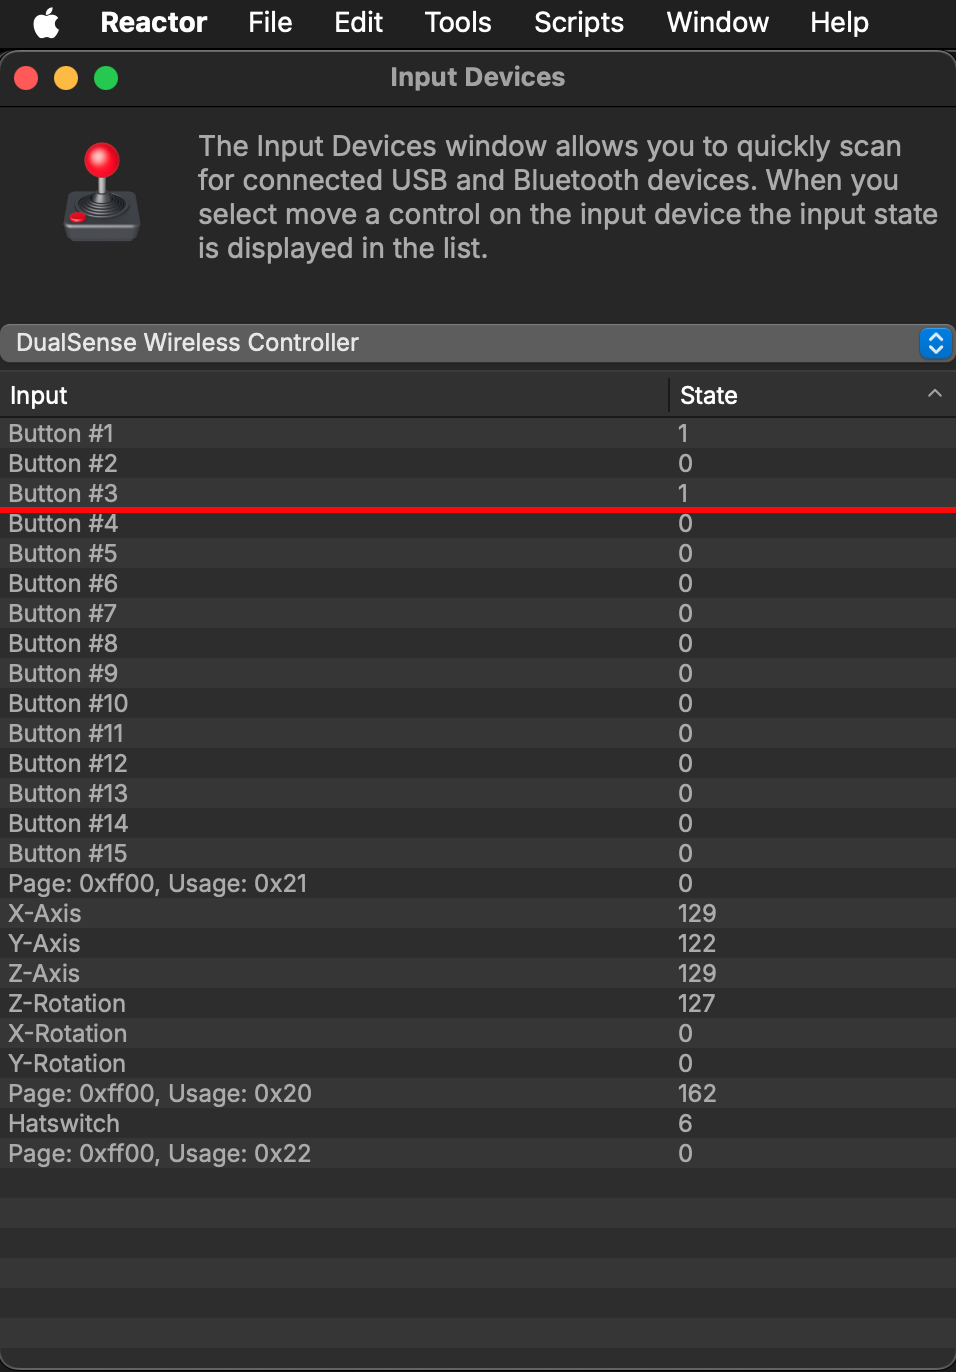 Reactor File Edit Tools Scripts Window Help
Input Devices
The Input Devices window allows you to quickly scan
for connected USB and Bluetooth devices. When you
select move a control on the input device the input state
is displayed in the list.
DualSense Wireless Controller
Input State
Button #1 1
Button #2 0
Button #3 1
Button #4 0
Button #5 0
Button #6 0
Button #7 0
Button #8 0
Button #9 0
Button #10 0
Button #11 0
Button #12 0
Button #13 0
Button #14 0
Button #15 0
Page: 0xff00, Usage: 0x21 0
X-Axis 129
Y-Axis 122
Z-Axis 129
Z-Rotation 127
X-Rotation 0
Y-Rotation 0
Page: 0xff00, Usage: 0x20 162
Hatswitch 6
Page: 0xff00, Usage: 0x22 0